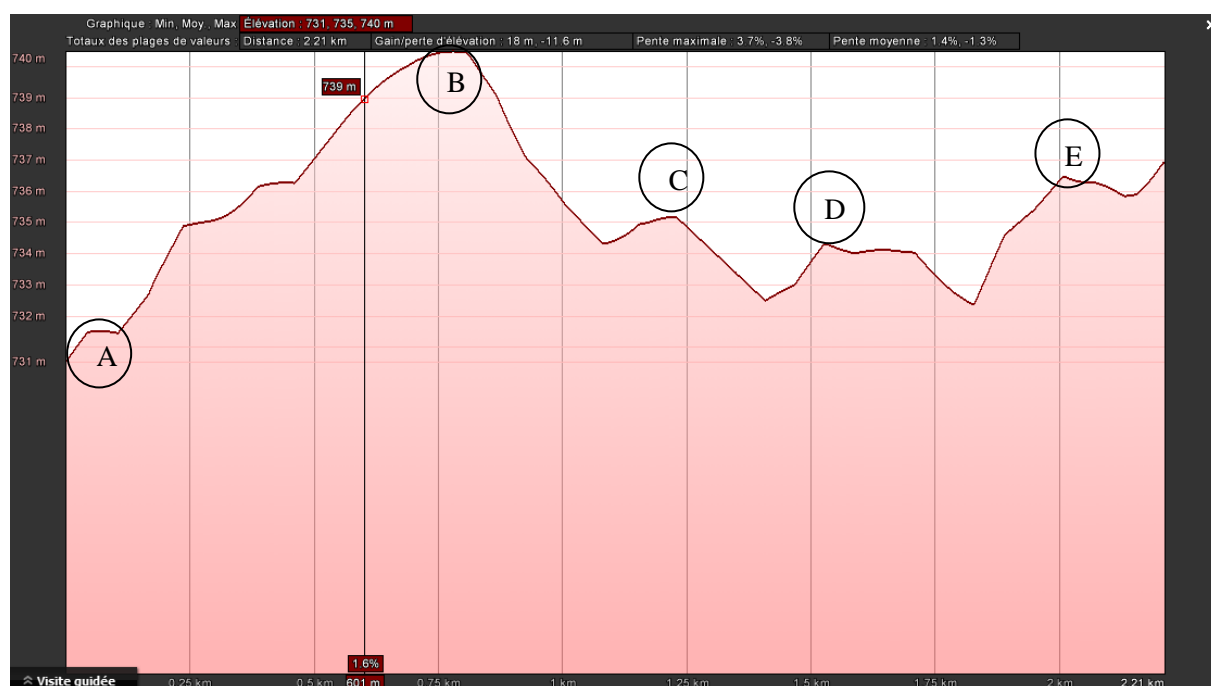 Graphique : Min, Moy., Max Élévation : 731, 735, 740 m
Totaux des plages de valeurs : Distance : 2.21 km Gain/perte d'élévation : 18 m, -11.6 m Pente maximale : 3.7%, -3.8% Pente moyenne : 1.4%, -1.3%
740 m
B
739 m
739 m
738 m
737 m
E
736 m
C
735 m
D
734 m
733 m
732 m
731 m
A
1.6%
Visite guidée 0.25 km 0.5 km 601 m 0.75 km 1 km 1.25 km 1.5 km 1.75 km 2 km 2.21 km